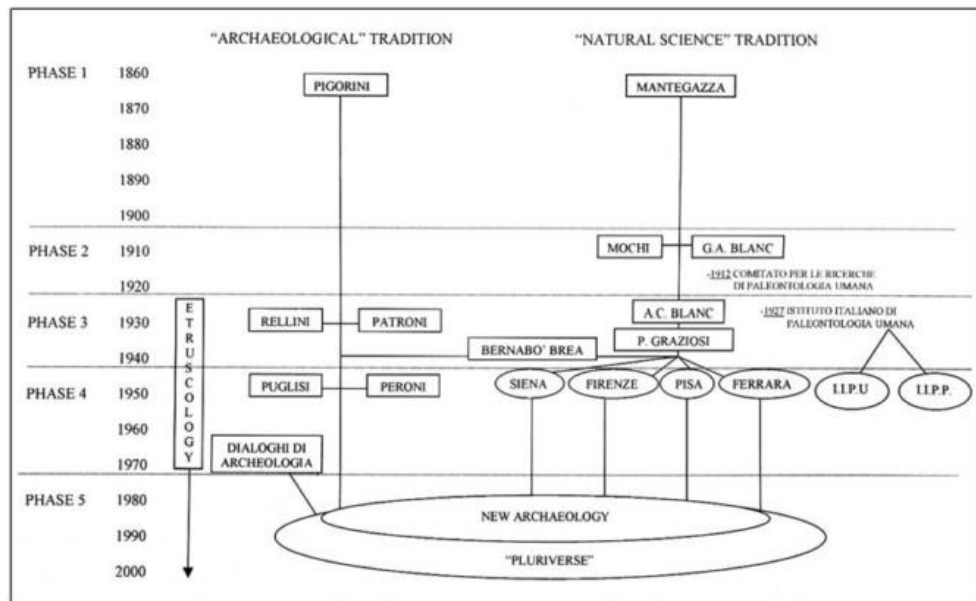 "ARCHAEOLOGICAL" TRADITION
"NATURAL SCIENCE" TRADITION
PHASE 1
1860
PIGORINI
MANTEGAZZA
1870
1880
1890
1900
PHASE 2
1910
MOCHI
G.A. BLANC
1920
-1912 COMITATO PER LE RICERCHE
DI PALEONTOLOGIA UMANA
PHASE 3
1930
RELLINI
PATRONI
A.C. BLANC
-1927 ISTITUTO ITALIANO DI
PALEONTOLOGIA UMANA
P. GRAZIOSI
BERNABO' BREA
1940
ETRUSCOLOGY
PHASE 4
1950
PUGLISI
PERONI
SIENA
FIRENZE
PISA
FERRARA
I.I.P.U
I.I.P.P.
1960
DIALOGHI DI
ARCHEOLOGIA
1970
PHASE 5
1980
NEW ARCHAEOLOGY
1990
"PLURIVERSE"
2000